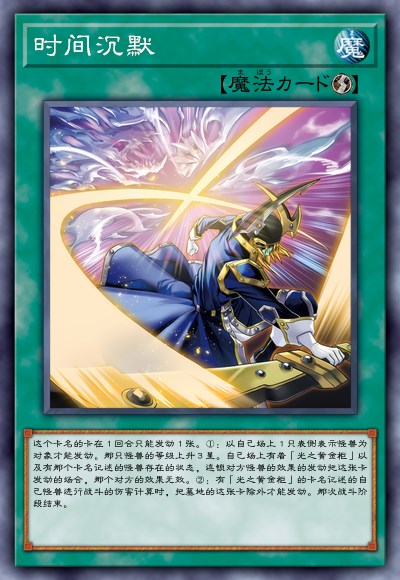 时间沉默
魔
【魔法カード】
まほう
这个卡名的卡在1回合只能发动1张。①：以自己场上1只表侧表示怪兽为
对象才能发动。那只怪兽的等级上升3星。自己场上有着「光之黄金柜」以
及有那个卡名记述的怪兽存在的状态，连锁对方怪兽的效果的发动把这张卡
发动的场合，那个对方的效果无效。②：有「光之黄金柜」的卡名记述的自
己怪兽进行战斗的伤害计算时，把墓地的这张卡除外才能发动。那次战斗阶
段结束。